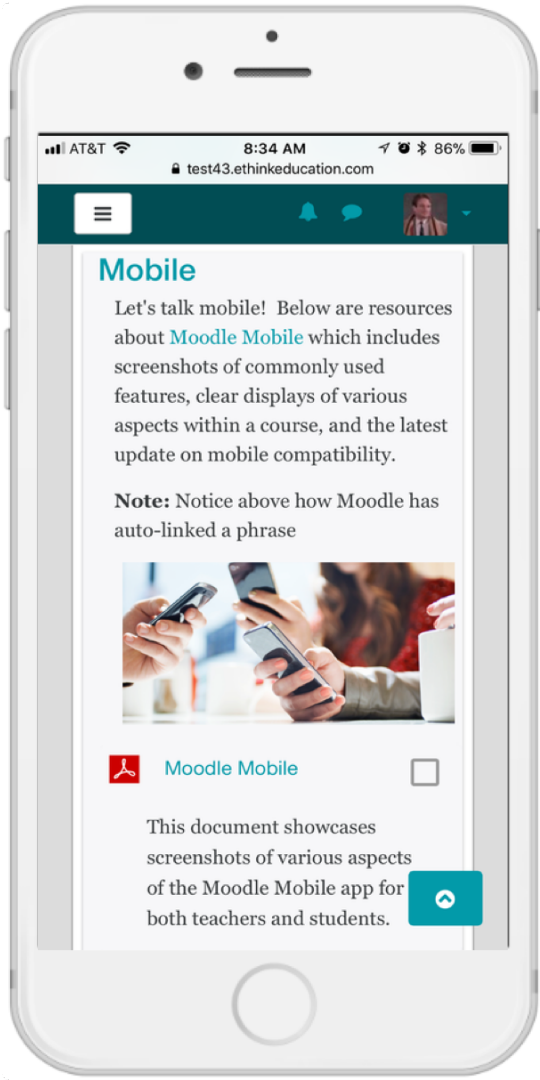 AT&T 8:34 AM 86%
test43.ethinkeducation.com
Mobile
Let's talk mobile!  Below are resources
about Moodle Mobile which includes
screenshots of commonly used
features, clear displays of various
aspects within a course, and the latest
update on mobile compatibility.
Note: Notice above how Moodle has
auto-linked a phrase
Moodle Mobile
This document showcases
screenshots of various aspects
of the Moodle Mobile app for
both teachers and students.